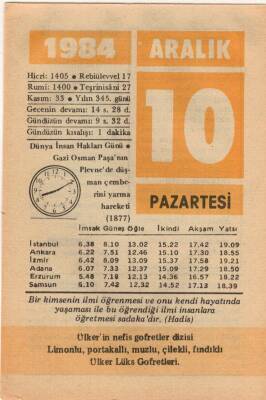 1984 ARALIK
Hicrî: 1405 • Rebiülevvel 17
Rumî: 1400 • Teşrinisâni 27
Kasım: 33 • Yılın 345. günü
Gecenin devamı: 14 s. 28 d.
Gündüzün devamı: 9 s. 32 d.
Gündüzün kısalışı: 1 dakika
10
PAZARTESİ
Dünya İnsan Hakları Günü •
Gazi Osman Paşa'nın
Plevne'de düş-
man çembe-
rini yarma
hareketi
(1877)
İmsak Güneş Öğle İkindi Akşam Yatsı
İstanbul 6.38 8.10 13.02 15.22 17.42 19.09
Ankara 6.22 7.51 12.46 15.10 17.30 18.55
İzmir 6.42 8.09 13.09 15.37 17.58 19.21
Adana 6.07 7.33 12.37 15.09 17.29 18.50
Erzurum 5.48 7.18 12.13 14.36 16.57 18.22
Samsun 6.10 7.42 12.32 14.52 17.13 18.39
Bir kimsenin ilmi öğrenmesi ve onu kendi hayatında
yaşaması ile bu öğrendiği ilmi insanlara
öğretmesi sadaka'dır. (Hadis)
Ülker'in nefis gofretler dizisi
Limonlu, portakallı, muzlu, çilekli, fındıklı
Ülker Lüks Gofretleri.